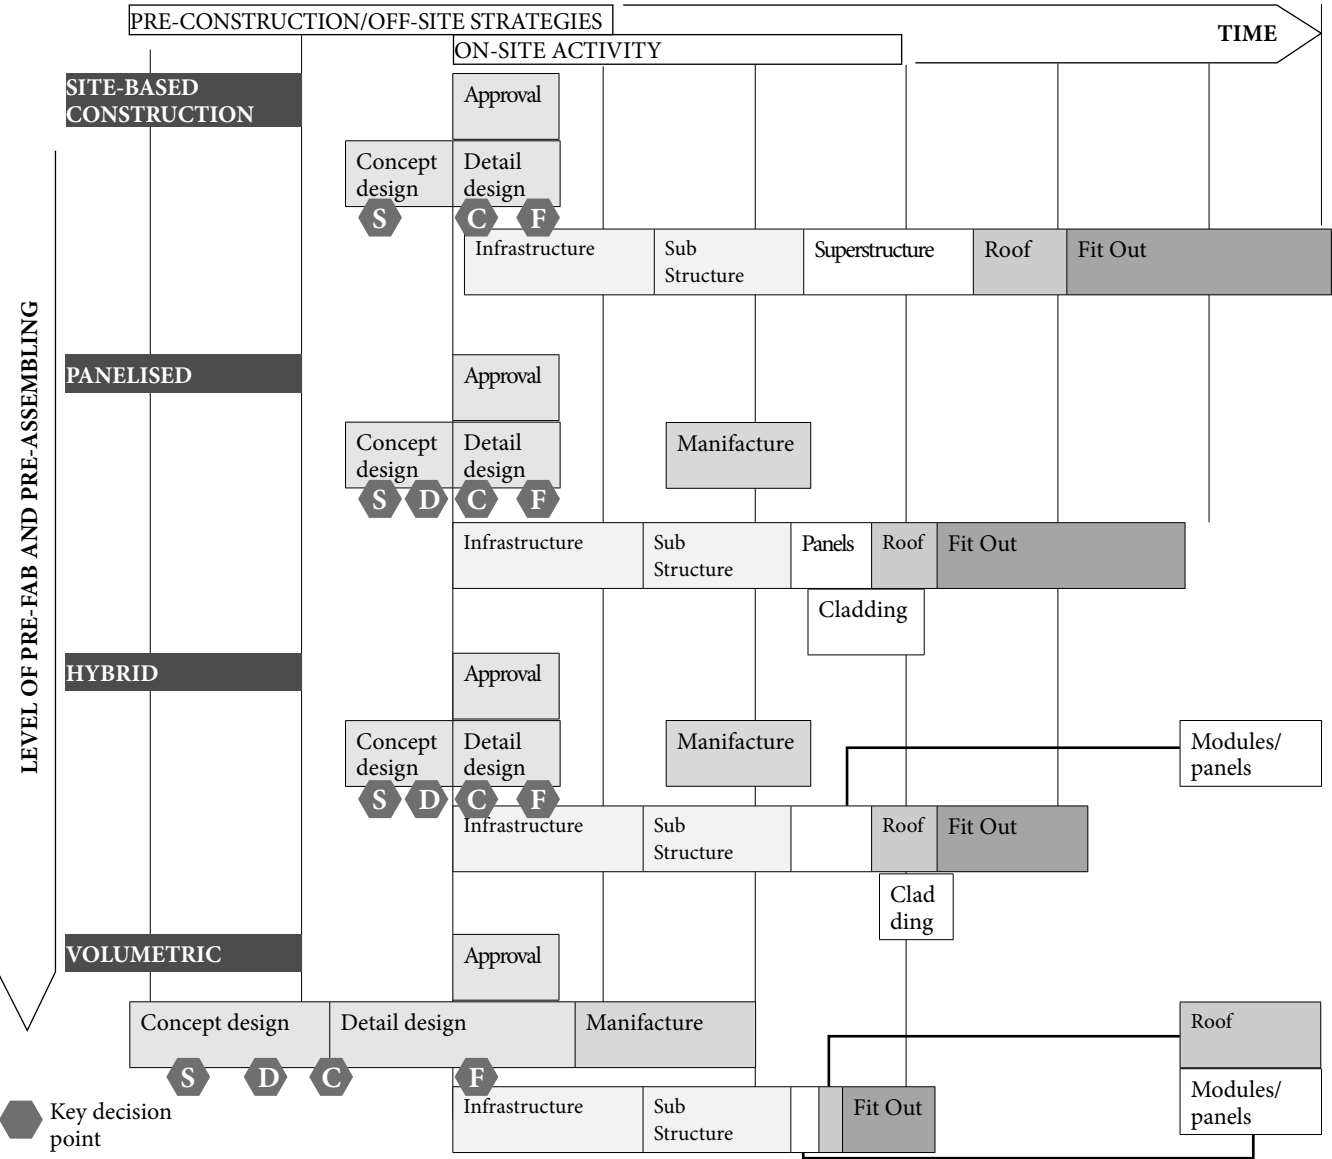 PRE-CONSTRUCTION/OFF-SITE STRATEGIES
TIME
ON-SITE ACTIVITY
SITE-BASED
CONSTRUCTION
Approval
Concept
design
Detail
design
S
C
F
Infrastructure
Sub
Structure
Superstructure
Roof
Fit Out
LEVEL OF PRE-FAB AND PRE-ASSEMBLING
PANELISED
Approval
Concept
design
Detail
design
Manifacture
S
D
C
F
Infrastructure
Sub
Structure
Panels
Roof
Fit Out
Cladding
HYBRID
Approval
Concept
design
Detail
design
Manifacture
Modules/
panels
S
D
C
F
Infrastructure
Sub
Structure
Roof
Fit Out
Clad
ding
VOLUMETRIC
Approval
Concept design
Detail design
Manifacture
Roof
S
D
C
F
Infrastructure
Sub
Structure
Fit Out
Modules/
panels
Key decision
point